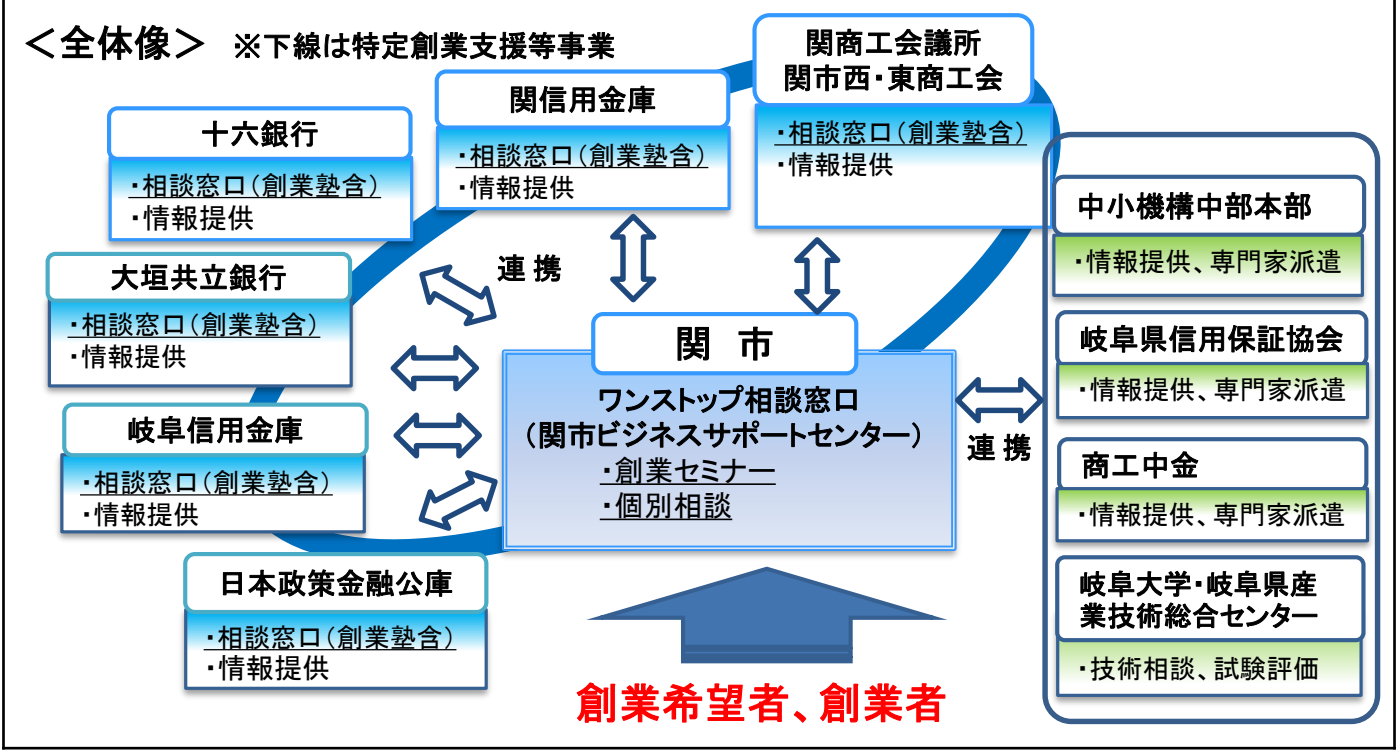 ＜全体像＞ ※下線は特定創業支援等事業
関商工会議所
関市西・東商工会
・相談窓口（創業塾含）
・情報提供
関信用金庫
・相談窓口（創業塾含）
・情報提供
十六銀行
・相談窓口（創業塾含）
・情報提供
大垣共立銀行
・相談窓口（創業塾含）
・情報提供
岐阜信用金庫
・相談窓口（創業塾含）
・情報提供
日本政策金融公庫
・相談窓口（創業塾含）
・情報提供
連携
関 市
ワンストップ相談窓口
（関市ビジネスサポートセンター）
・創業セミナー
・個別相談
連携
中小機構中部本部
・情報提供、専門家派遣
岐阜県信用保証協会
・情報提供、専門家派遣
商工中金
・情報提供、専門家派遣
岐阜大学・岐阜県産
業技術総合センター
・技術相談、試験評価
創業希望者、創業者